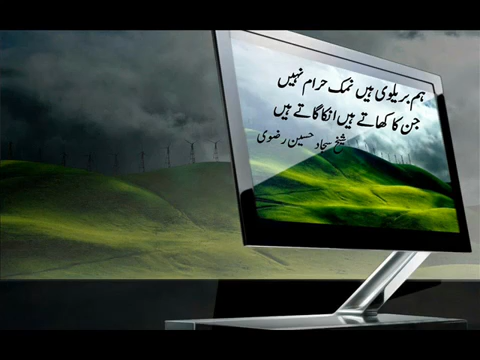 ہم بریلوی ہیں نمک حرام نہیں
جن کا کھاتے ہیں انکا گاتے ہیں
شیخ سجاد حسین رضوی